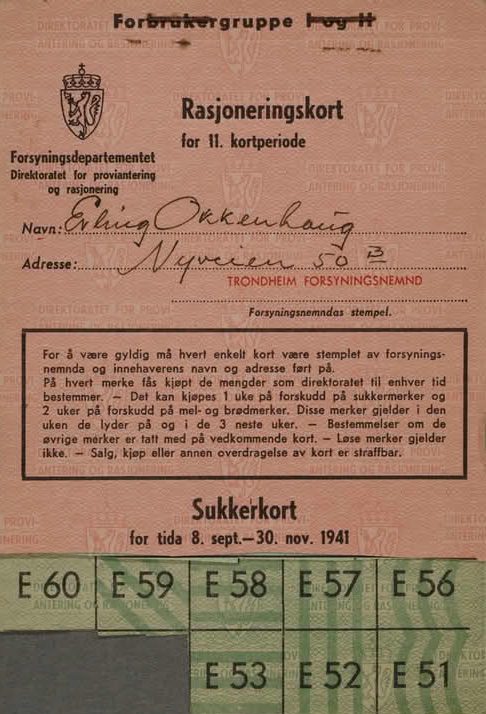 Forbrukergruppe I og II
Rasjoneringskort
for 11. kortperiode
Forsyningsdepartementet
Direktoratet for proviantering
og rasjonering
Navn: Erling Okkenhaug
Adresse: Nyveien 50 B
TRONDHEIM FORSYNINGSNEMND
Forsyningsnemndas stempel.
For å være gyldig må hvert enkelt kort være stemplet av forsynings-
nemnda og innehaverens navn og adresse ført på.
På hvert merke fås kjøpt de mengder som direktoratet til enhver tid
bestemmer. — Det kan kjøpes 1 uke på forskudd på sukkermerker og
2 uker på forskudd på mel- og brødmerker. Disse merker gjelder i den
uken de lyder på og i de 3 neste uker. — Bestemmelser om de
øvrige merker er tatt med på vedkommende kort. — Løse merker gjelder
ikke. — Salg, kjøp eller annen overdragelse av kort er straffbar.
Sukkerkort
for tida 8. sept.—30. nov. 1941
E 60 E 59 E 58 E 57 E 56
E 53 E 52 E 51